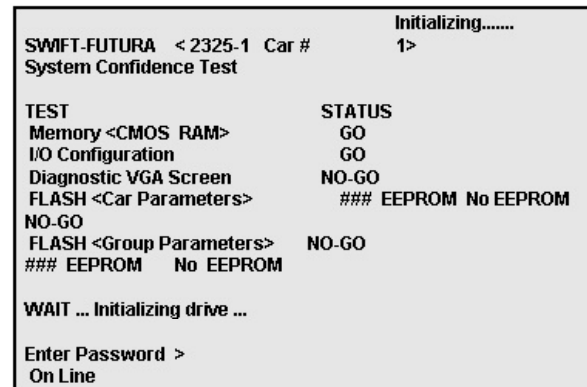 Initializing.......
SWIFT-FUTURA < 2325-1 Car # 1>
System Confidence Test
TEST STATUS
Memory <CMOS RAM> GO
I/O Configuration GO
Diagnostic VGA Screen NO-GO
FLASH <Car Parameters> ### EEPROM No EEPROM
NO-GO
FLASH <Group Parameters> NO-GO
### EEPROM No EEPROM
WAIT ... Initializing drive ...
Enter Password >
On Line